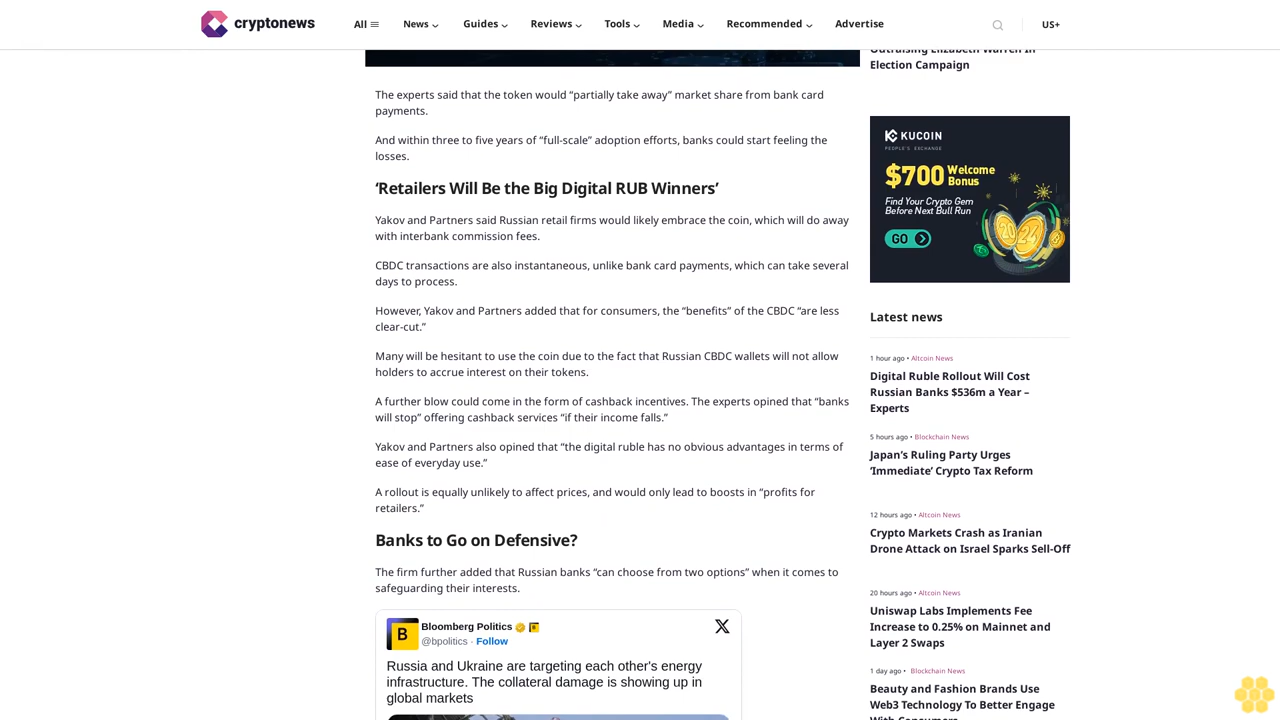 cryptonews
All
News
Guides
Reviews
Tools
Media
Recommended
Advertise
US+
The experts said that the token would “partially take away” market share from bank card
payments.
And within three to five years of “full-scale” adoption efforts, banks could start feeling the
losses.
‘Retailers Will Be the Big Digital RUB Winners’
Yakov and Partners said Russian retail firms would likely embrace the coin, which will do away
with interbank commission fees.
CBDC transactions are also instantaneous, unlike bank card payments, which can take several
days to process.
However, Yakov and Partners added that for consumers, the “benefits” of the CBDC “are less
clear-cut.”
Many will be hesitant to use the coin due to the fact that Russian CBDC wallets will not allow
holders to accrue interest on their tokens.
A further blow could come in the form of cashback incentives. The experts opined that “banks
will stop” offering cashback services “if their income falls.”
Yakov and Partners also opined that “the digital ruble has no obvious advantages in terms of
ease of everyday use.”
A rollout is equally unlikely to affect prices, and would only lead to boosts in “profits for
retailers.”
Banks to Go on Defensive?
The firm further added that Russian banks “can choose from two options” when it comes to
safeguarding their interests.
B
Bloomberg Politics
@bpolitics · Follow
Russia and Ukraine are targeting each other's energy
infrastructure. The collateral damage is showing up in
global markets
Outraising Elizabeth Warren in
Election Campaign
KUCOIN
PEOPLE'S EXCHANGE
$700 Welcome
Bonus
Find Your Crypto Gem
Before Next Bull Run
GO
20 24
Latest news
1 hour ago • Altcoin News
Digital Ruble Rollout Will Cost
Russian Banks $536m a Year –
Experts
5 hours ago • Blockchain News
Japan’s Ruling Party Urges
‘Immediate’ Crypto Tax Reform
12 hours ago • Altcoin News
Crypto Markets Crash as Iranian
Drone Attack on Israel Sparks Sell-Off
20 hours ago • Altcoin News
Uniswap Labs Implements Fee
Increase to 0.25% on Mainnet and
Layer 2 Swaps
1 day ago • Blockchain News
Beauty and Fashion Brands Use
Web3 Technology To Better Engage
With Consumers